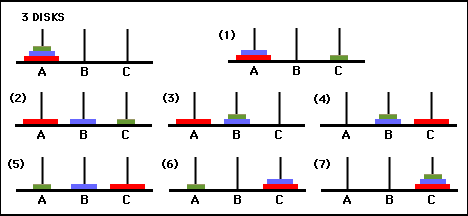 3 DISKS
(1)
A B C
A B C
(2)
(3)
(4)
A B C
A B C
A B C
(5)
(6)
(7)
A B C
A B C
A B C